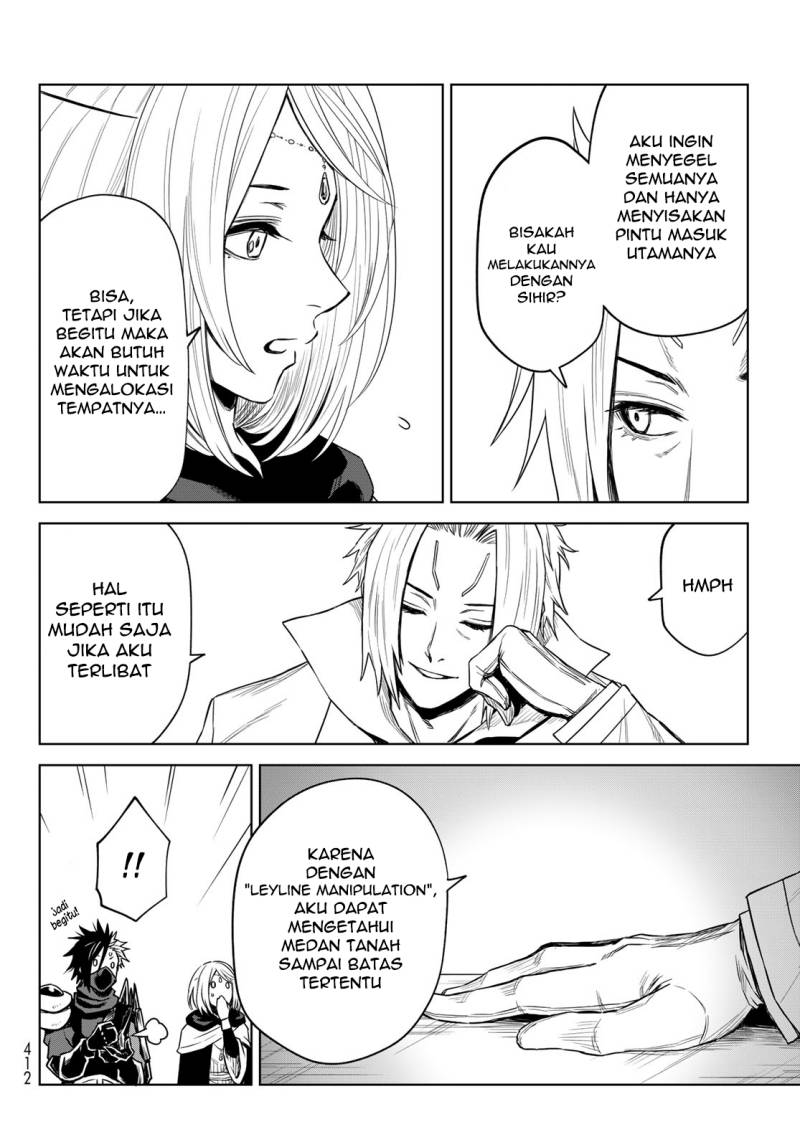 AKU INGIN
MENYEGEL
SEMUANYA
DAN HANYA
MENYISAKAN
PINTU MASUK
UTAMANYA
BISAKAH
KAU
MELAKUKANNYA
DENGAN
SIHIR?
BISA,
TETAPI JIKA
BEGITU MAKA
AKAN BUTUH
WAKTU UNTUK
MENGALOKASI
TEMPATNYA...
HMPH
HAL
SEPERTI ITU
MUDAH SAJA
JIKA AKU
TERLIBAT
KARENA
DENGAN
"LEYLINE MANIPULATION",
AKU DAPAT
MENGETAHUI
MEDAN TANAH
SAMPAI BATAS
TERTENTU
!!
jadi
begitu!
412